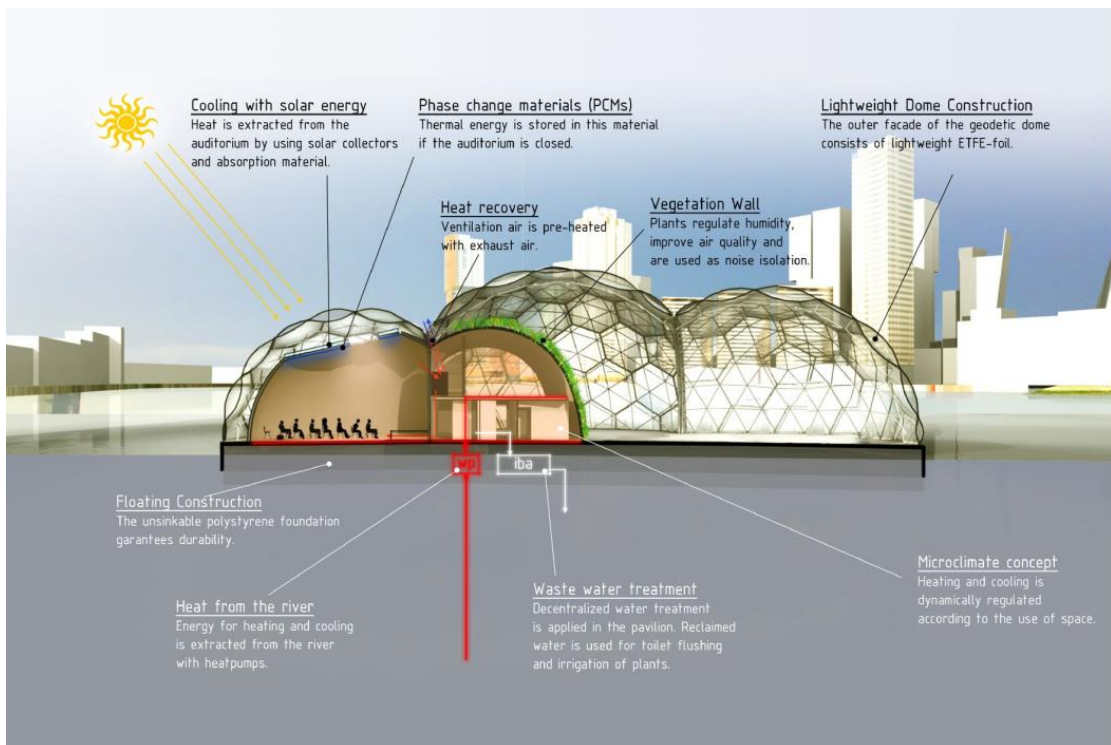 Cooling with solar energy
Heat is extracted from the
auditorium by using solar collectors
and absorption material.
Phase change materials (PCMs)
Thermal energy is stored in this material
if the auditorium is closed.
Lightweight Dome Construction
The outer facade of the geodetic dome
consists of lightweight ETFE-foil.
Heat recovery
Ventilation air is pre-heated
with exhaust air.
Vegetation Wall
Plants regulate humidity,
improve air quality and
are used as noise isolation.
wp
iba
Floating Construction
The unsinkable polystyrene foundation
garantees durability.
Heat from the river
Energy for heating and cooling
is extracted from the river
with heatpumps.
Waste water treatment
Decentralized water treatment
is applied in the pavilion. Reclaimed
water is used for toilet flushing
and irrigation of plants.
Microclimate concept
Heating and cooling is
dynamically regulated
according to the use of space.